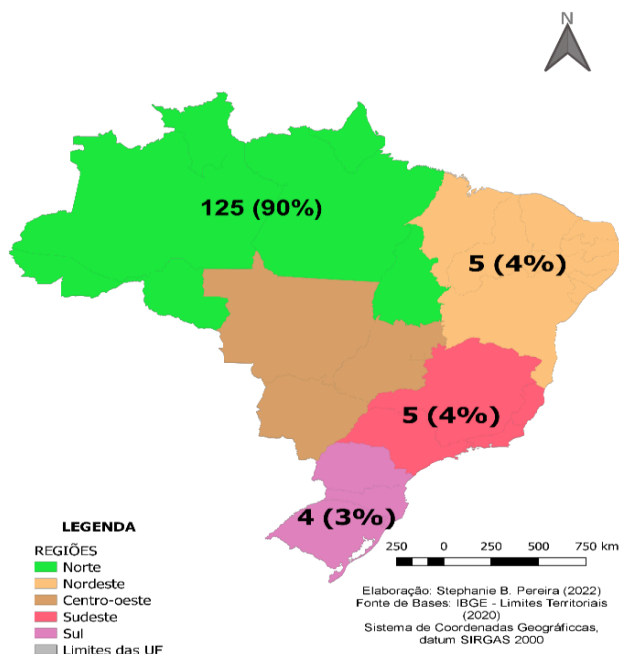 N
125 (90%)
5 (4%)
5 (4%)
4 (3%)
LEGENDA
REGIÕES
Norte
Nordeste
Centro-oeste
Sudeste
Sul
Limites das UF
250 0 250 500 750 km
Elaboração: Stephanie B. Pereira (2022)
Fonte de Bases: IBGE - Limites Territoriais
(2020)
Sistema de Coordenadas Geográficcas,
datum SIRGAS 2000